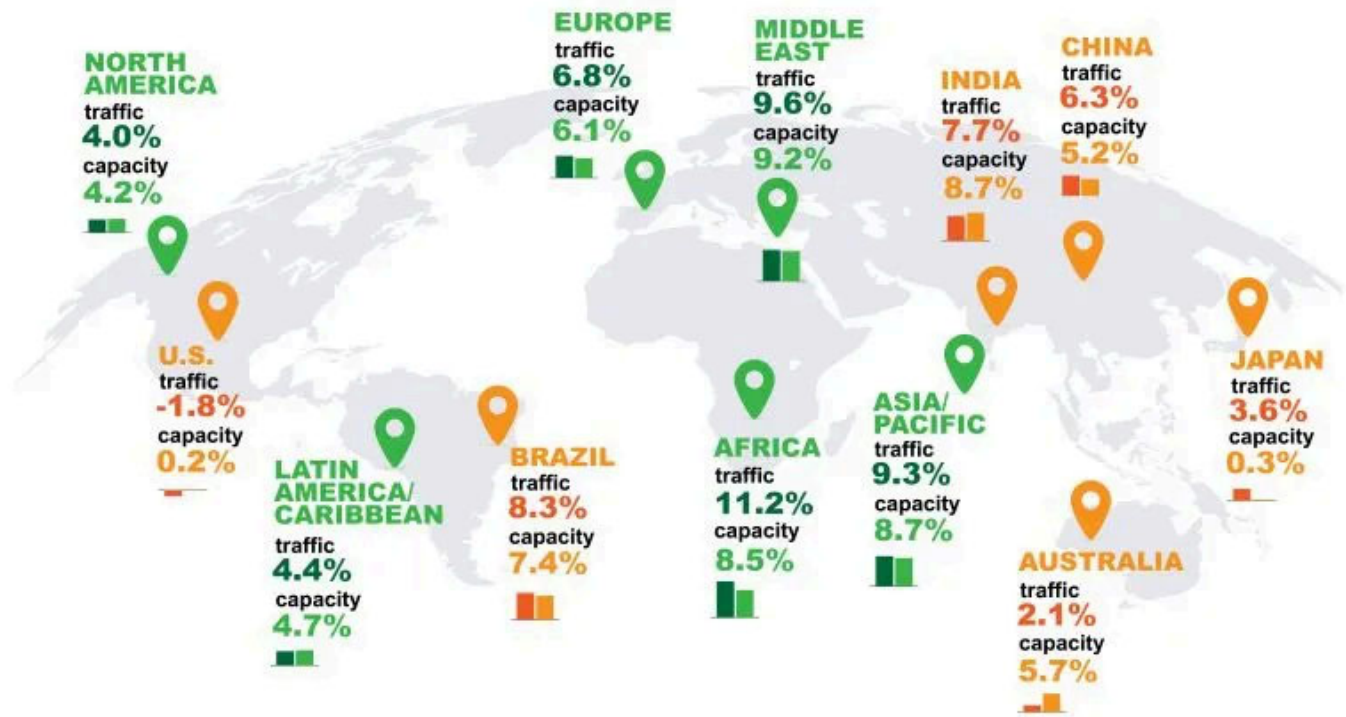 NORTH
AMERICA
traffic
4.0%
capacity
4.2%
U.S.
traffic
-1.8%
capacity
0.2%
LATIN
AMERICA/
CARIBBEAN
traffic
4.4%
capacity
4.7%
BRAZIL
traffic
8.3%
capacity
7.4%
EUROPE
traffic
6.8%
capacity
6.1%
MIDDLE
EAST
traffic
9.6%
capacity
9.2%
AFRICA
traffic
11.2%
capacity
8.5%
INDIA
traffic
7.7%
capacity
8.7%
CHINA
traffic
6.3%
capacity
5.2%
ASIA/
PACIFIC
traffic
9.3%
capacity
8.7%
JAPAN
traffic
3.6%
capacity
0.3%
AUSTRALIA
traffic
2.1%
capacity
5.7%